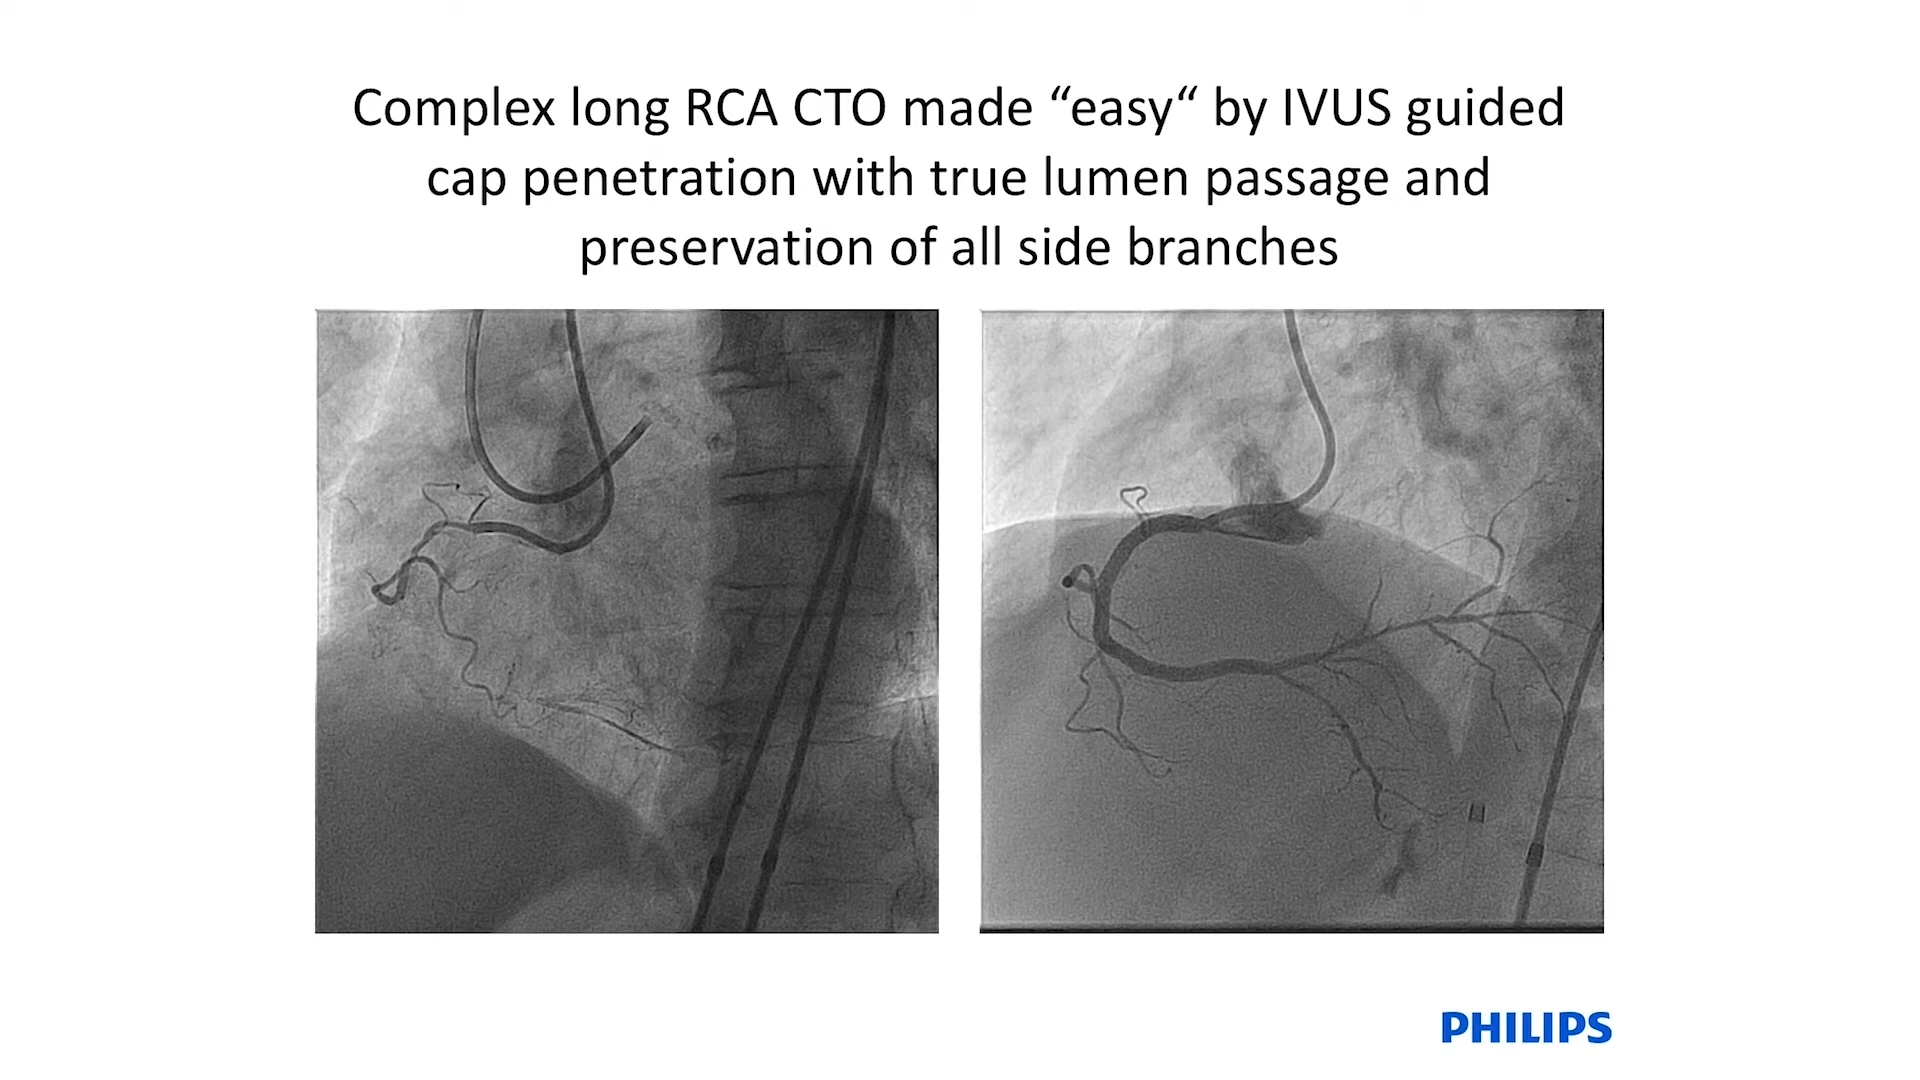 Complex long RCA CTO made “easy“ by IVUS guided
cap penetration with true lumen passage and
preservation of all side branches
PHILIPS